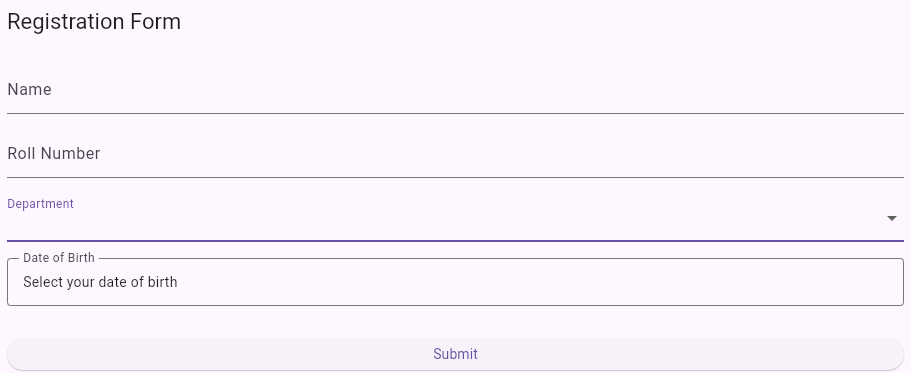 Registration Form
Name
Roll Number
Department
Date of Birth
Select your date of birth
Submit